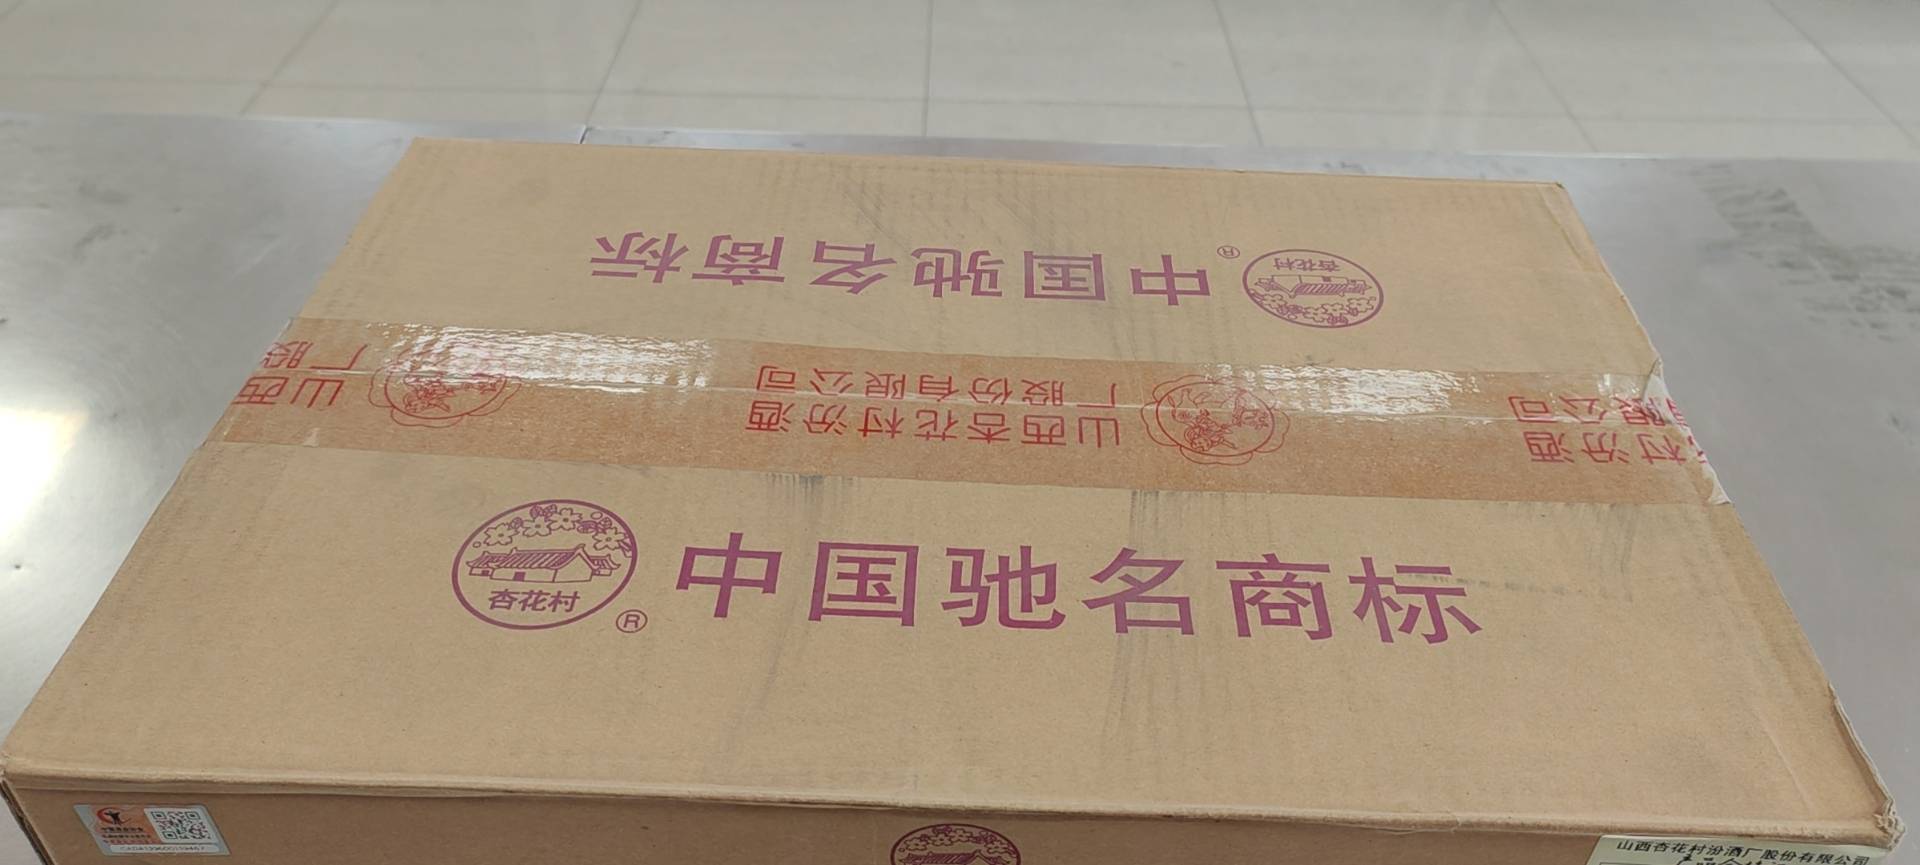 中国驰名商标
®
杏花村
山西
厂股
山西杏花村汾酒
厂股份有限公司
村汾酒
限公司
杏花村
®
中国驰名商标
山西杏花村汾酒厂股份有限公司